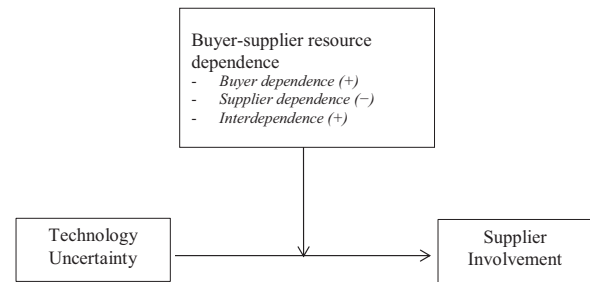 Buyer-supplier resource
dependence
- Buyer dependence (+)
- Supplier dependence (−)
- Interdependence (+)
Technology
Uncertainty
Supplier
Involvement